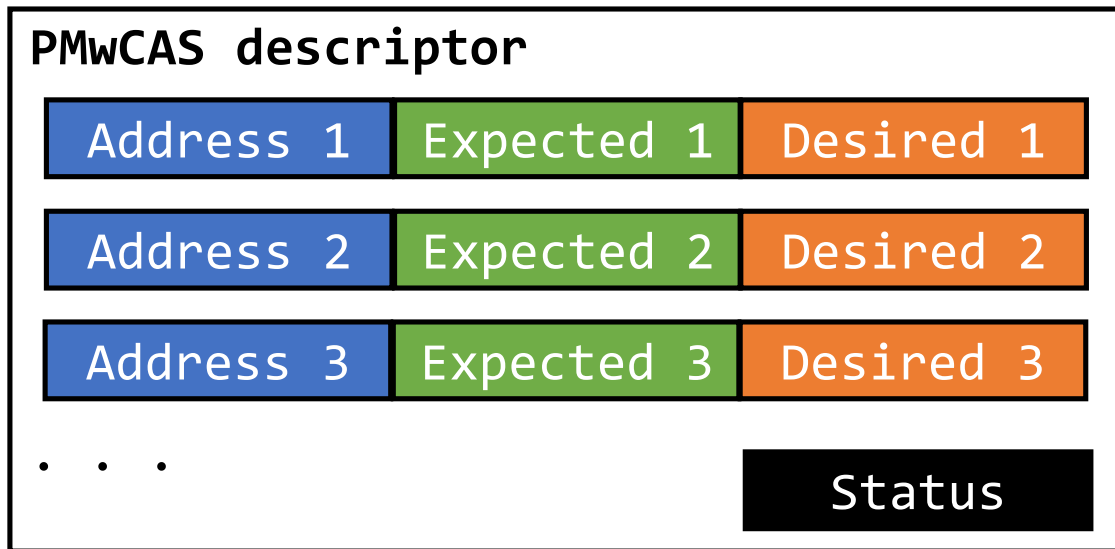 PMwCAS descriptor
Address 1 Expected 1 Desired 1
Address 2 Expected 2 Desired 2
Address 3 Expected 3 Desired 3
. . .
Status